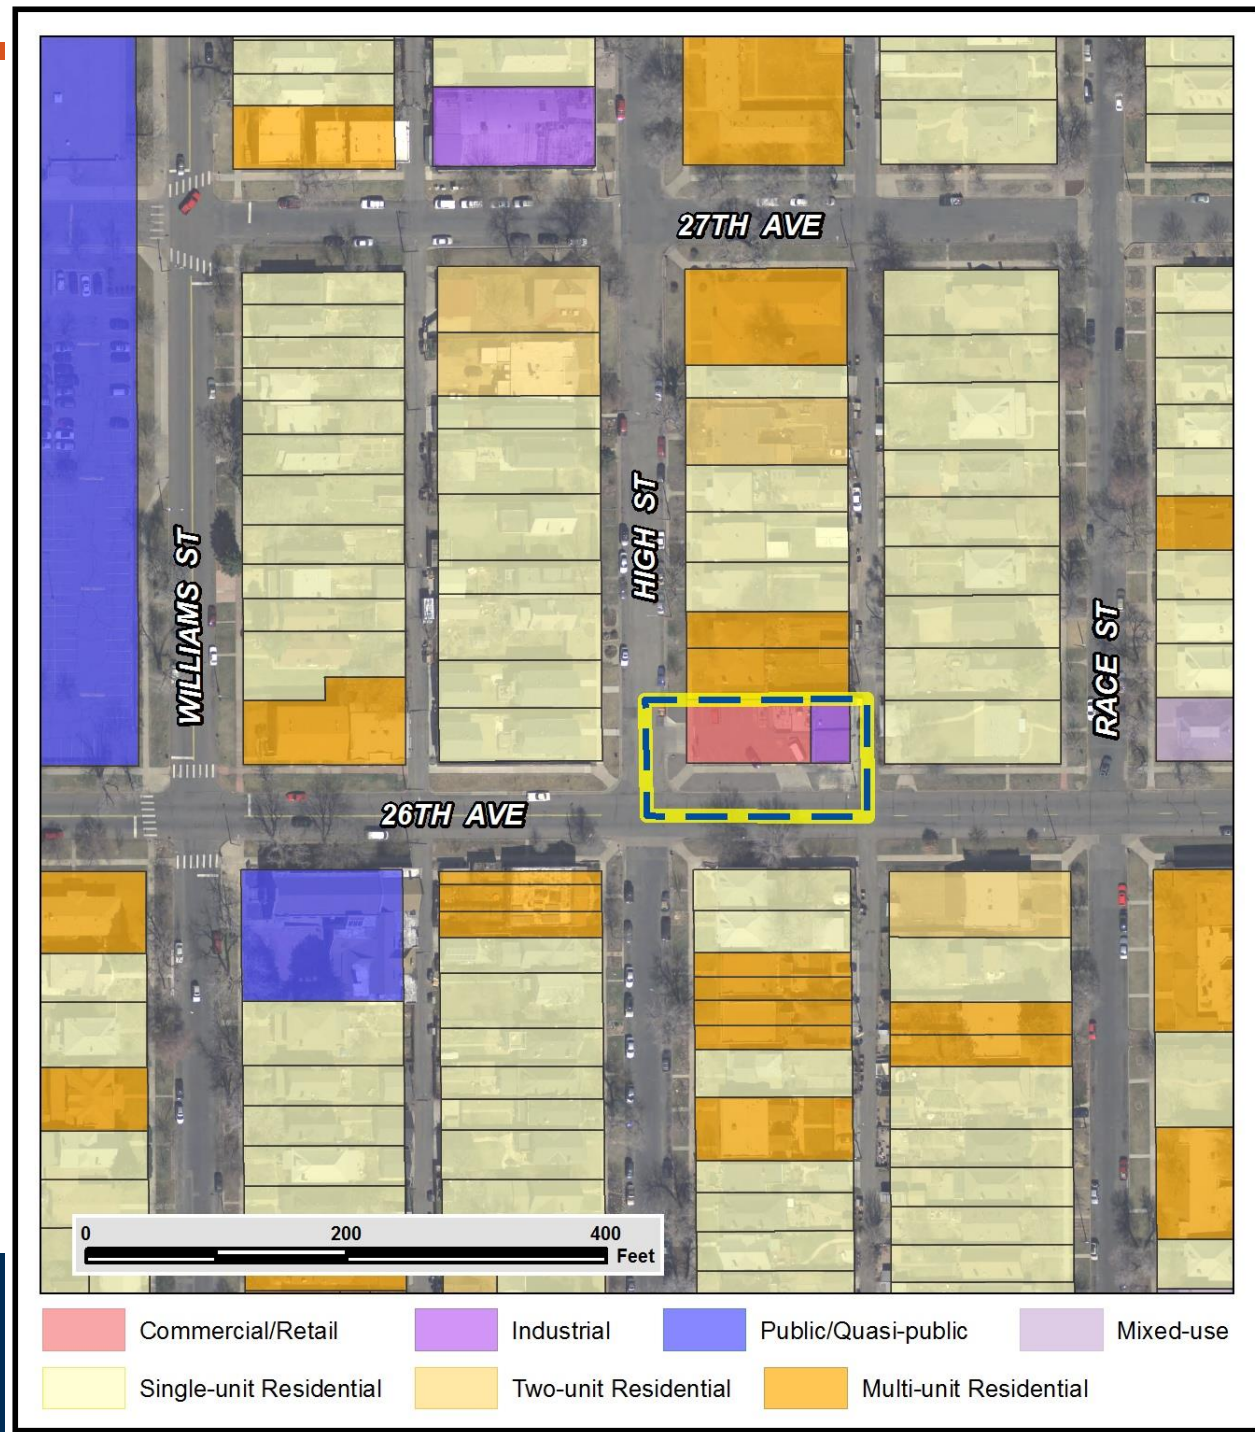 27TH AVE
HIGH ST
WILLIAMS ST
RACE ST
26TH AVE
0 200 400
Feet
Commercial/Retail Industrial Public/Quasi-public Mixed-use
Single-unit Residential Two-unit Residential Multi-unit Residential